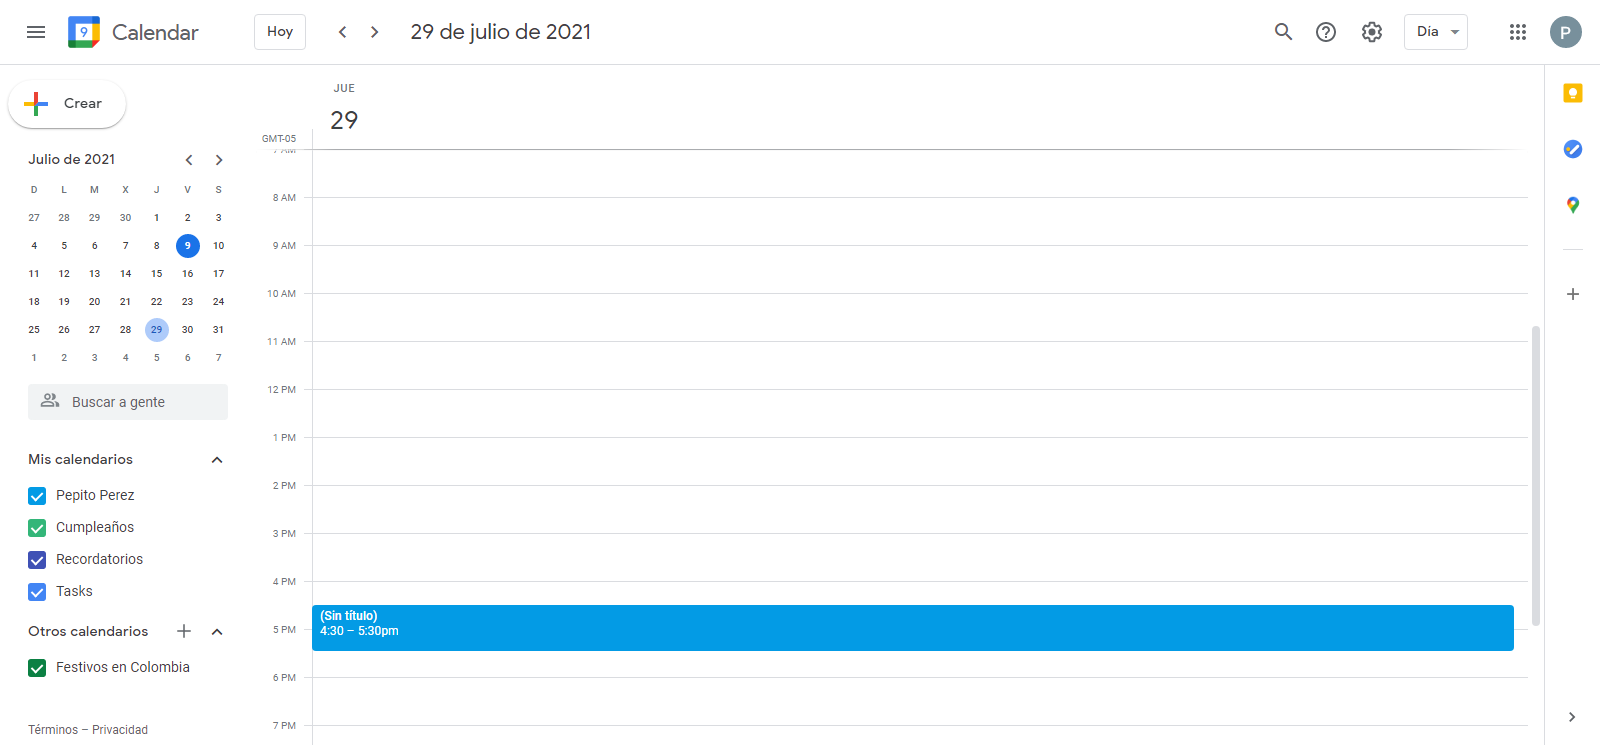 9 Calendar Hoy 29 de julio de 2021 Día P
Crear
JUE
29
GMT-05
Julio de 2021
D L M X J V S
27 28 29 30 1 2 3
4 5 6 7 8 9 10
11 12 13 14 15 16 17
18 19 20 21 22 23 24
25 26 27 28 29 30 31
1 2 3 4 5 6 7
Buscar a gente
Mis calendarios
Pepito Perez
Cumpleaños
Recordatorios
Tasks
Otros calendarios
Festivos en Colombia
Términos – Privacidad
7 AM
8 AM
9 AM
10 AM
11 AM
12 PM
1 PM
2 PM
3 PM
4 PM
(Sin título)
4:30 – 5:30pm
5 PM
6 PM
7 PM